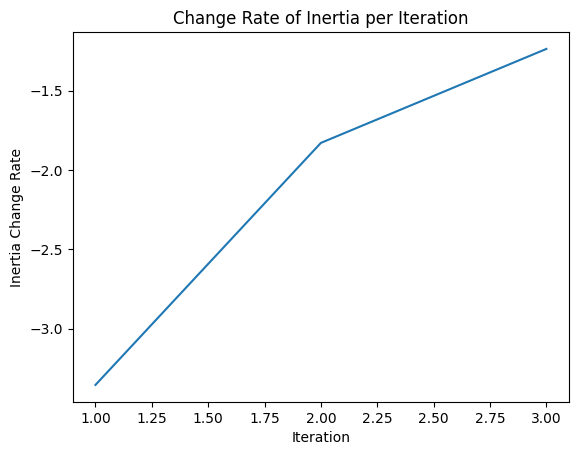 Change Rate of Inertia per Iteration
−1.5
−2.0
−2.5
−3.0
Inertia Change Rate
1.00 1.25 1.50 1.75 2.00 2.25 2.50 2.75 3.00
Iteration